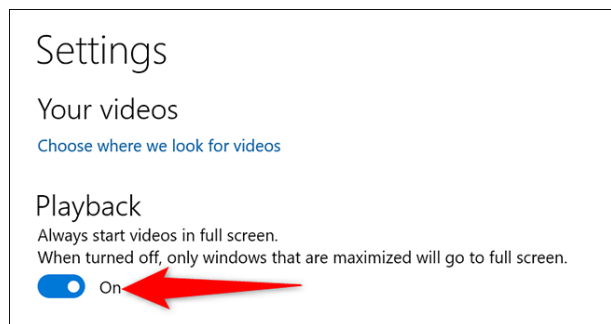 Settings
Your videos
Choose where we look for videos
Playback
Always start videos in full screen.
When turned off, only windows that are maximized will go to full screen.
On